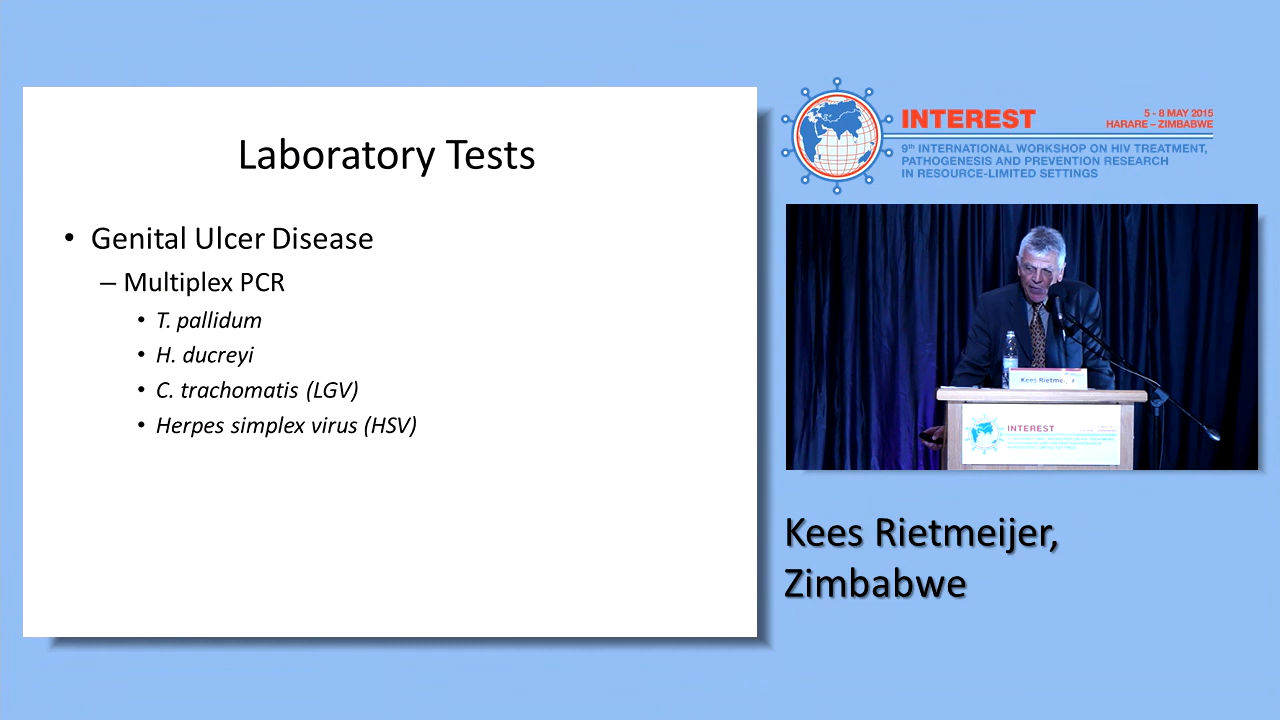 Laboratory Tests
• Genital Ulcer Disease
– Multiplex PCR
• T. pallidum
• H. ducreyi
• C. trachomatis (LGV)
• Herpes simplex virus (HSV)
INTEREST
5 - 8 MAY 2015
HARARE – ZIMBABWE
9th INTERNATIONAL WORKSHOP ON HIV TREATMENT,
PATHOGENESIS AND PREVENTION RESEARCH
IN RESOURCE-LIMITED SETTINGS
Kees
INTEREST
Kees Rietmeijer,
Zimbabwe